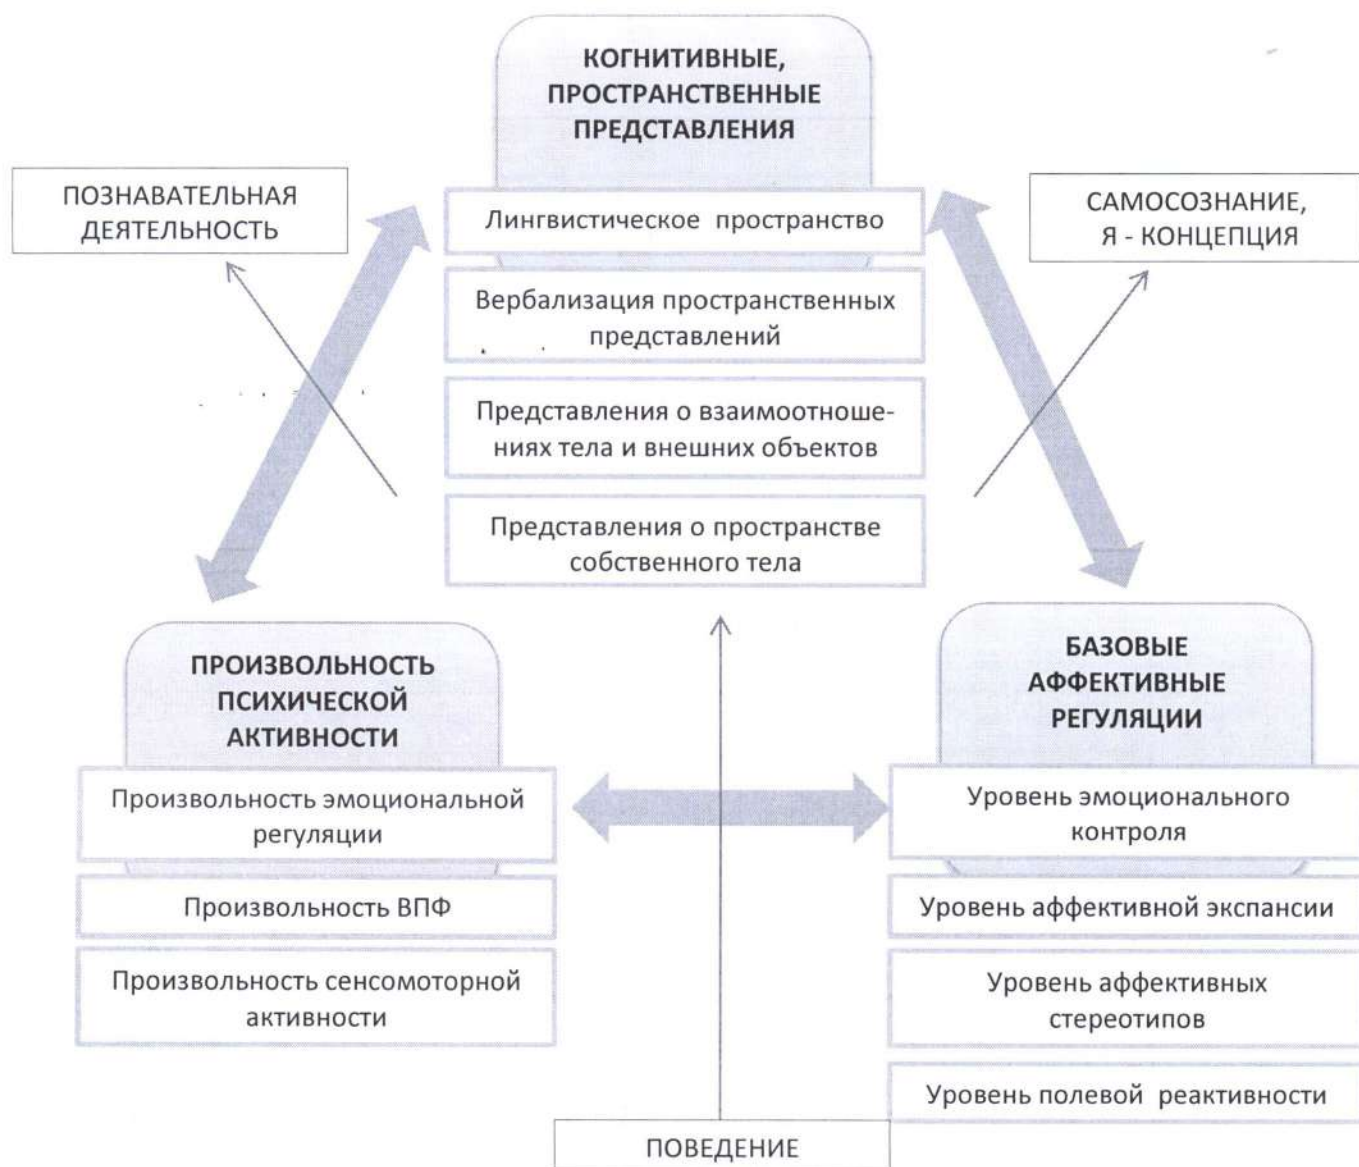 КОГНИТИВНЫЕ,
ПРОСТРАНСТВЕННЫЕ
ПРЕДСТАВЛЕНИЯ
ПОЗНАВАТЕЛЬНАЯ
ДЕЯТЕЛЬНОСТЬ
САМОСОЗНАНИЕ,
Я - КОНЦЕПЦИЯ
Лингвистическое пространство
Вербализация пространственных
представлений
Представления о взаимоотноше-
ниях тела и внешних объектов
Представления о пространстве
собственного тела
ПРОИЗВОЛЬНОСТЬ
ПСИХИЧЕСКОЙ
АКТИВНОСТИ
Произвольность эмоциональной
регуляции
Произвольность ВПФ
Произвольность сенсомоторной
активности
БАЗОВЫЕ
АФФЕКТИВНЫЕ
РЕГУЛЯЦИИ
Уровень эмоционального
контроля
Уровень аффективной экспансии
Уровень аффективных
стереотипов
Уровень полевой реактивности
ПОВЕДЕНИЕ